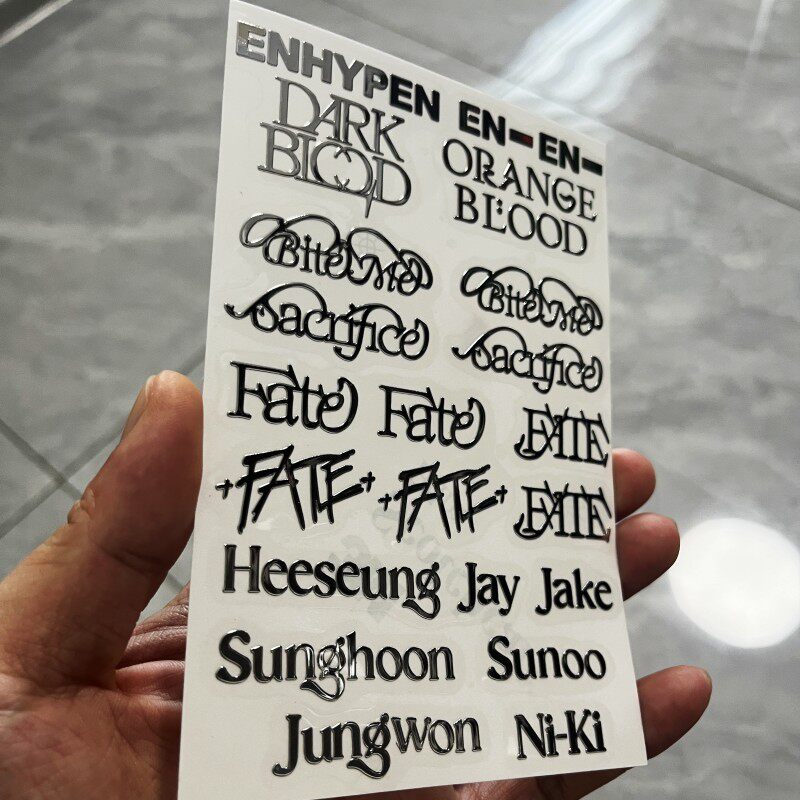 ENHYPEN EN- EN-
DARK
BLOOD
ORANGE
BLOOD
Bite Me
Bite Me
Sacrifice
Sacrifice
Fate Fate FATE
+FATE+ +FATE+ FATE
Heeseung Jay Jake
Sunghoon Sunoo
Jungwon Ni-Ki